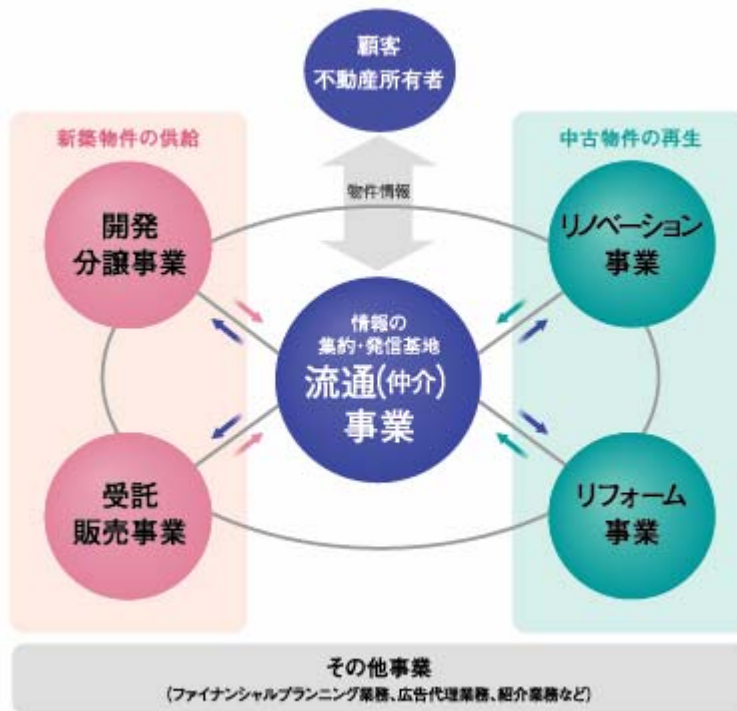 顧客
不動産所有者
新築物件の供給
中古物件の再生
物件情報
開発
分譲事業
リノベーション
事業
情報の
集約・発信基地
流通(仲介)
事業
受託
販売事業
リフォーム
事業
その他事業
(ファイナンシャルプランニング業務、広告代理業務、紹介業務など)